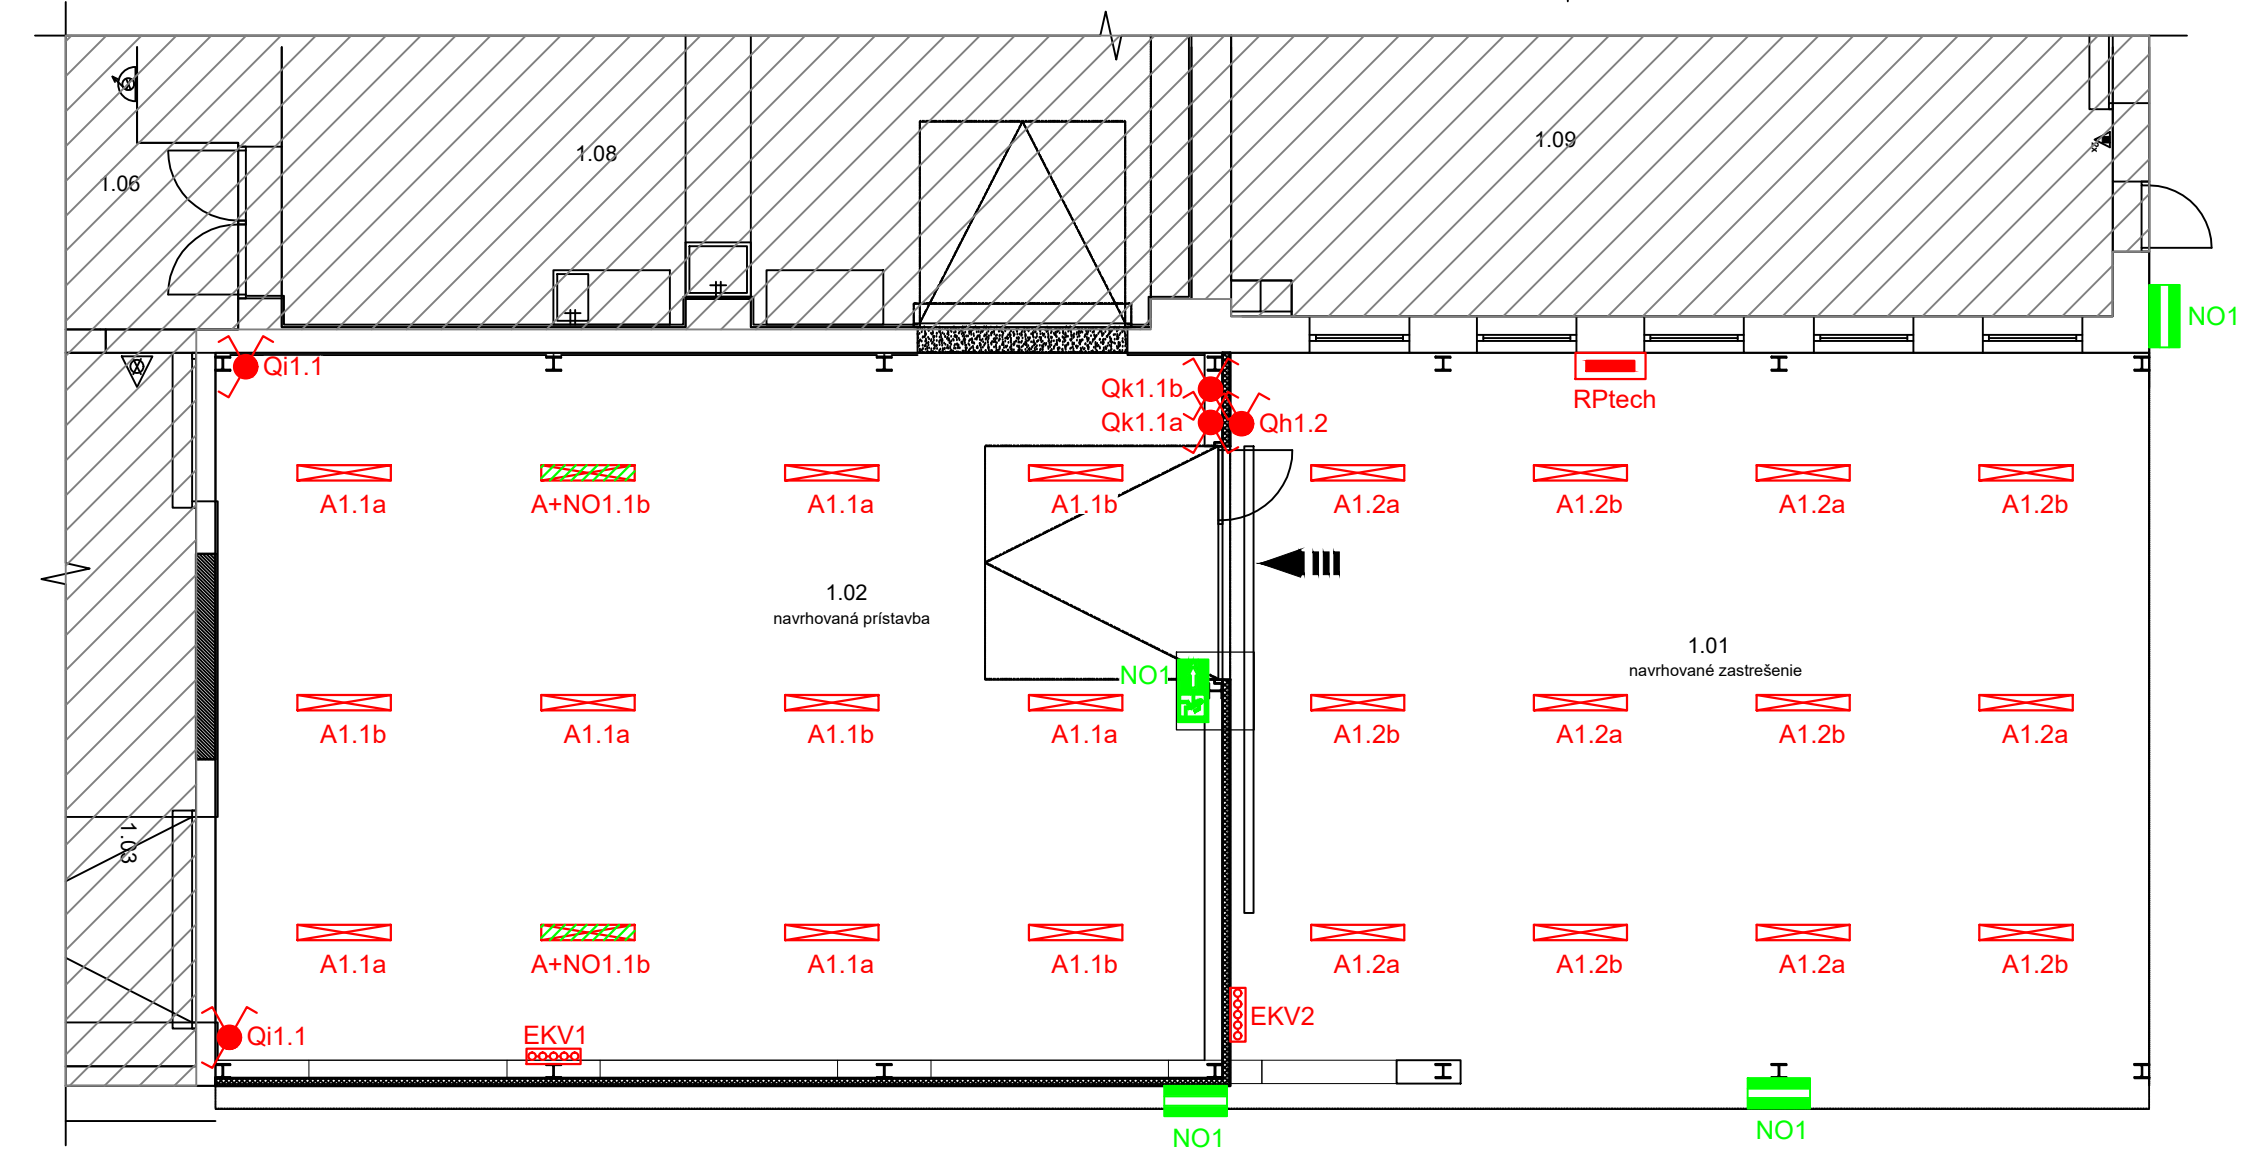 1.08
1.09
1.06
NO1
Qi1.1
Qk1.1b
RPtech
Qk1.1a
Qh1.2
A1.1a
A+NO1.1b
A1.1a
A1.1b
A1.2a
A1.2b
A1.2a
A1.2b
1.02
navrhovaná prístavba
1.01
navrhované zastrešenie
NO1
A1.1b
A1.1a
A1.1b
A1.1a
A1.2b
A1.2a
A1.2b
A1.2a
1.03
A1.1a
A+NO1.1b
A1.1a
A1.1b
A1.2a
A1.2b
A1.2a
A1.2b
EKV2
Qi1.1
EKV1
NO1
NO1